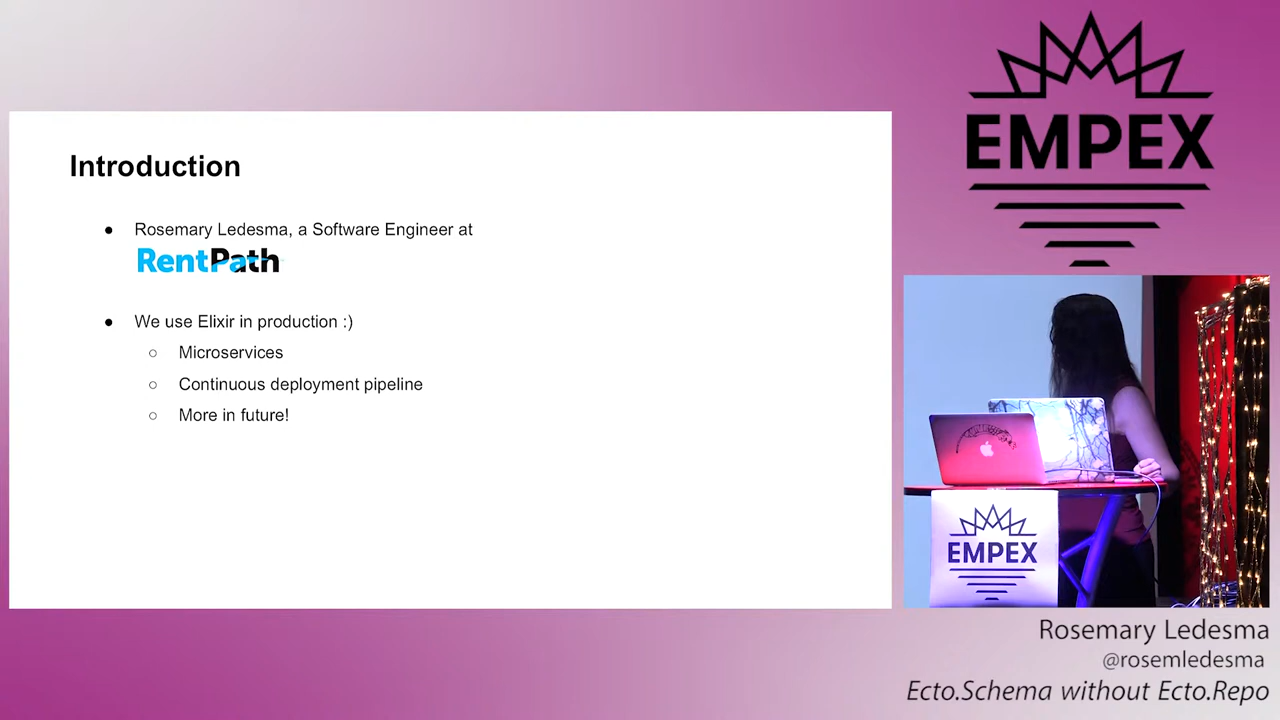 Introduction
● Rosemary Ledesma, a Software Engineer at
RentPath
● We use Elixir in production :)
○ Microservices
○ Continuous deployment pipeline
○ More in future!
EMPEX
EMPEX
Rosemary Ledesma
@rosemledesma
Ecto.Schema without Ecto.Repo